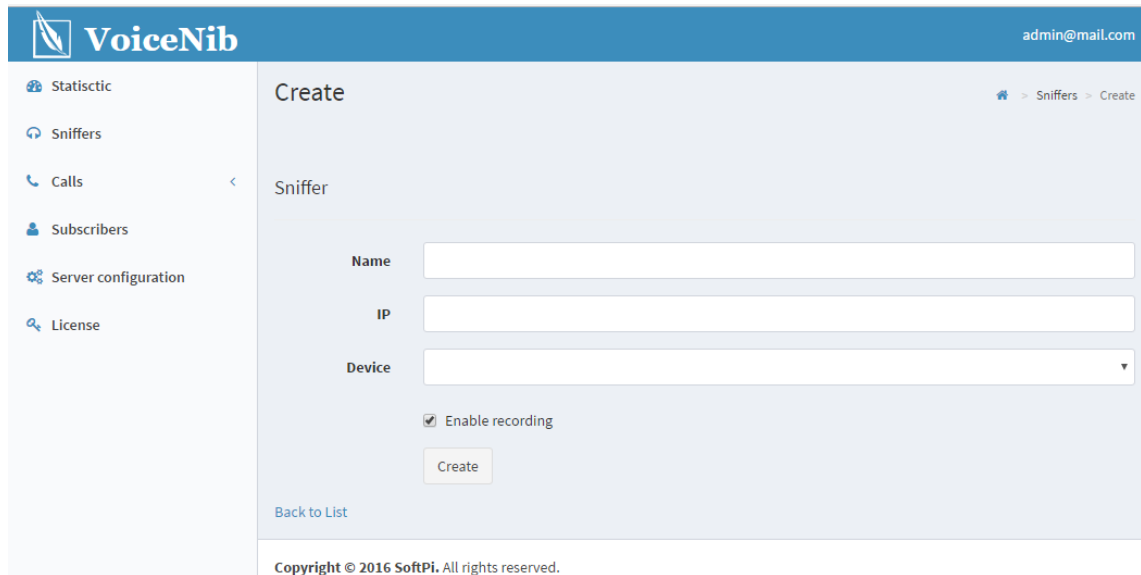 VoiceNib
admin@mail.com
Statisctic
Sniffers
Calls
Subscribers
Server configuration
License
Create
> Sniffers > Create
Sniffer
Name
IP
Device
Enable recording
Create
Back to List
Copyright © 2016 SoftPi. All rights reserved.